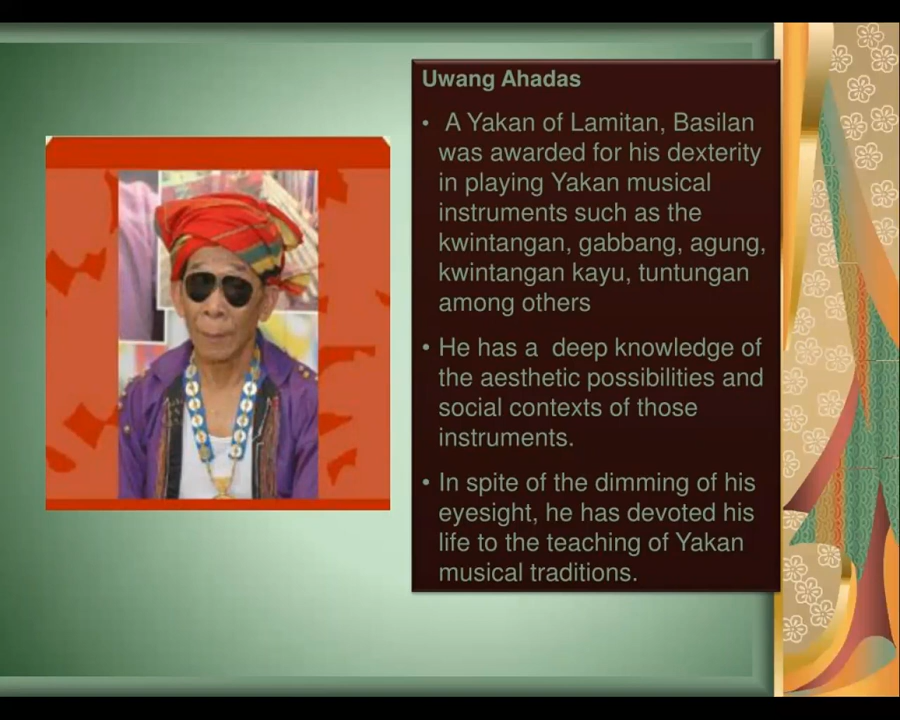 Uwang Ahadas
• A Yakan of Lamitan, Basilan
was awarded for his dexterity
in playing Yakan musical
instruments such as the
kwintangan, gabbang, agung,
kwintangan kayu, tuntungan
among others
• He has a deep knowledge of
the aesthetic possibilities and
social contexts of those
instruments.
• In spite of the dimming of his
eyesight, he has devoted his
life to the teaching of Yakan
musical traditions.